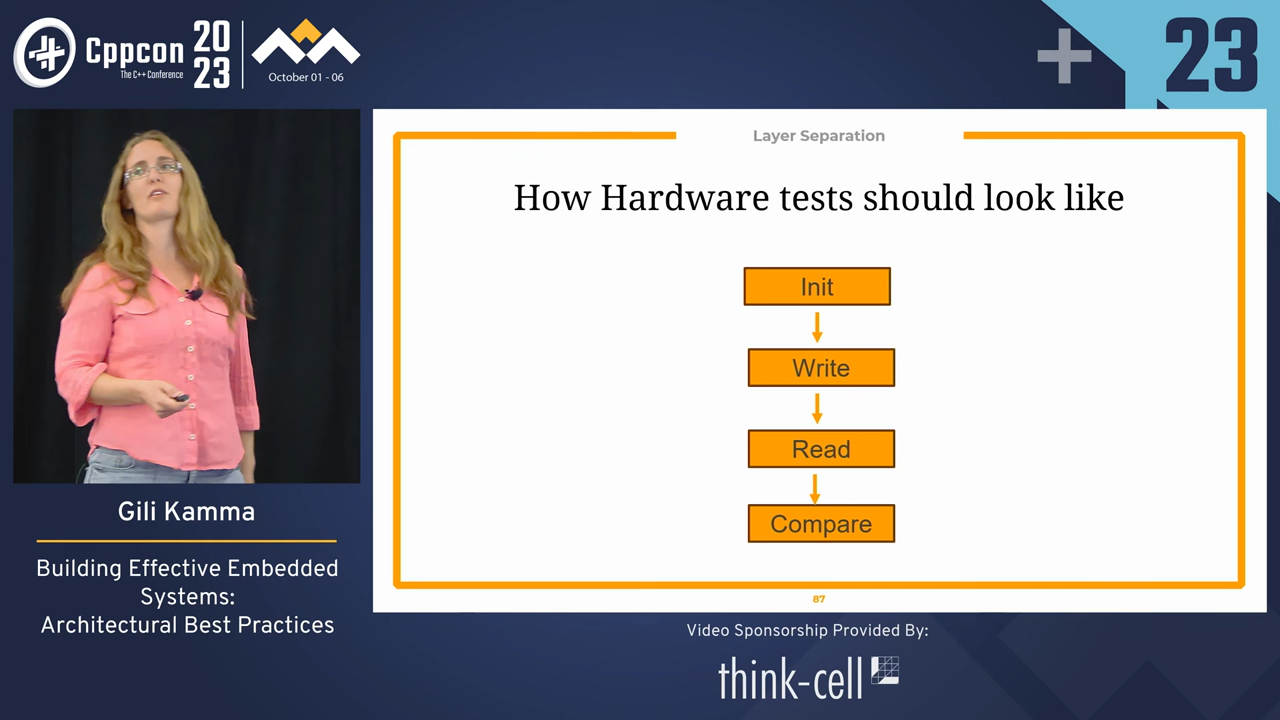 Cppcon
The C++ Conference
20
23
October 01 - 06
23
Layer Separation
How Hardware tests should look like
Init
Write
Read
Compare
87
Gili Kamma
Building Effective Embedded
Systems:
Architectural Best Practices
Video Sponsorship Provided By:
think-cell